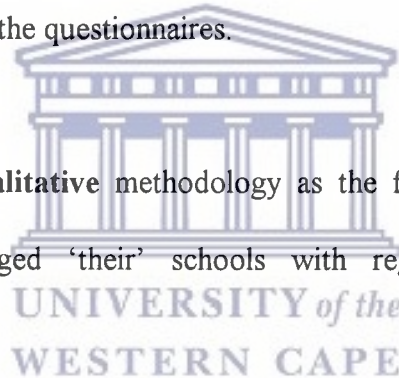 the questionnaires.
alitative methodology as the f
ged 'their' schools with re
UNIVERSITY of the
WESTERN CAPE